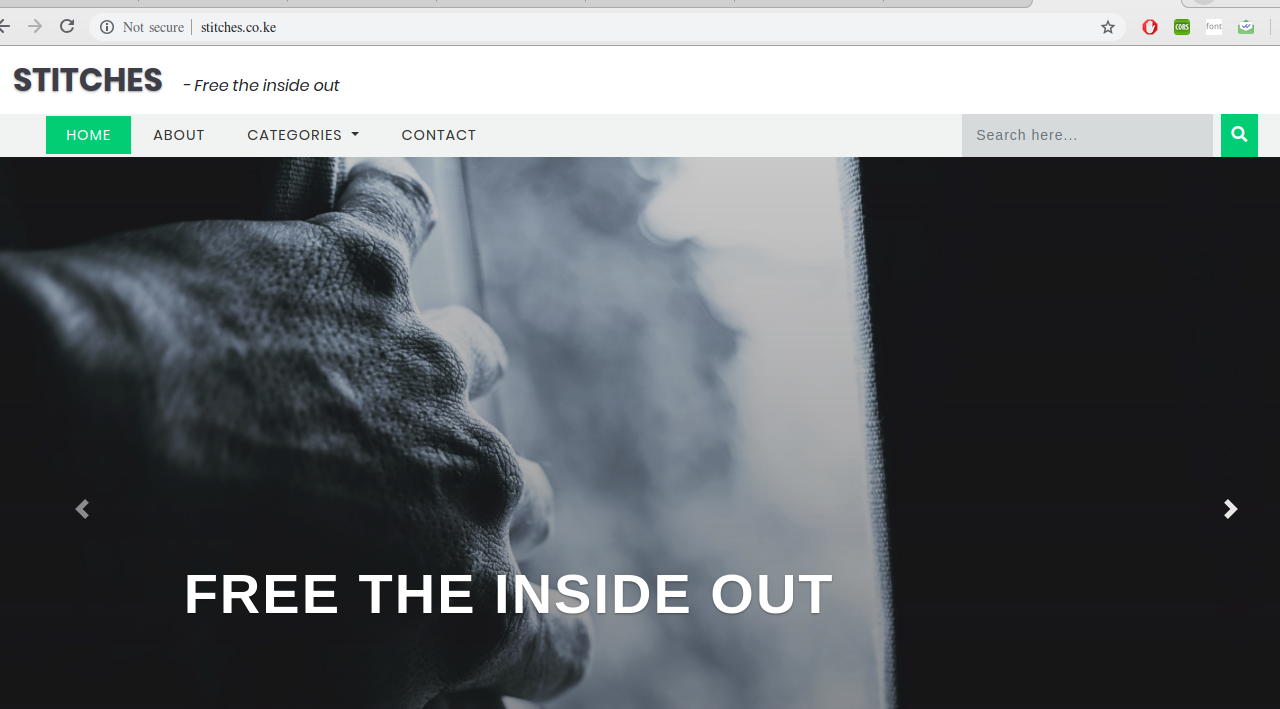 Not secure stitches.co.ke
CORS font
STITCHES - Free the inside out
HOME ABOUT CATEGORIES CONTACT Search here...
FREE THE INSIDE OUT